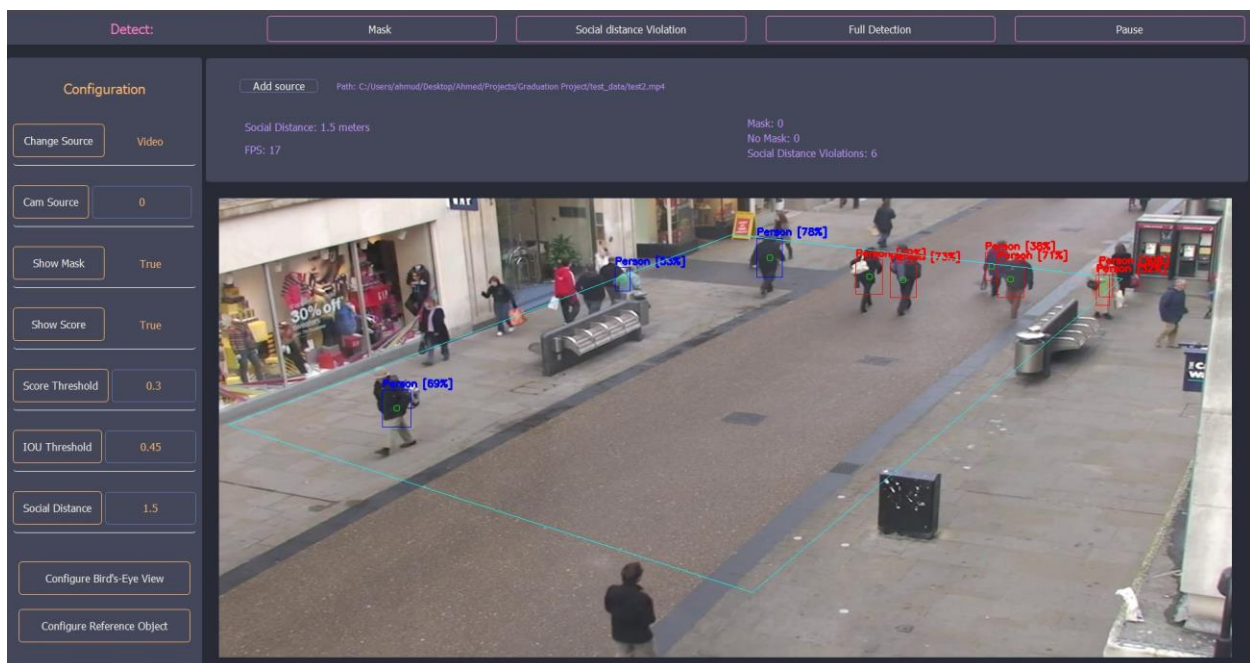 Detect:
Mask
Social distance Violation
Full Detection
Pause
Configuration
Change Source
Video
Cam Source
0
Show Mask
True
Show Score
True
Score Threshold
0.3
IOU Threshold
0.45
Social Distance
1.5
Configure Bird's-Eye View
Configure Reference Object
Add source
Path: C:/Users/ahmud/Desktop/Ahmed/Projects/Graduation Project/test_data/test2.mp4
Social Distance: 1.5 meters
FPS: 17
Mask: 0
No Mask: 0
Social Distance Violations: 6
Person [78%]
Person [53%]
Person
[73%]
Person [38%]
Person [71%]
Person
Person
Person [69%]
30% off